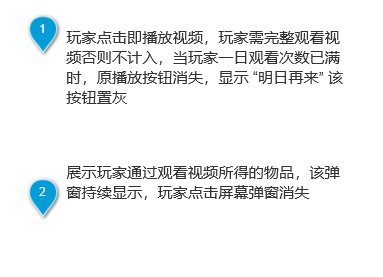 1
玩家点击即播放视频，玩家需完整观看视
频否则不计入，当玩家一日观看次数已满
时，原播放按钮消失，显示 “明日再来” 该
按钮置灰
展示玩家通过观看视频所得的物品，该弹
窗持续显示，玩家点击屏幕弹窗消失
2